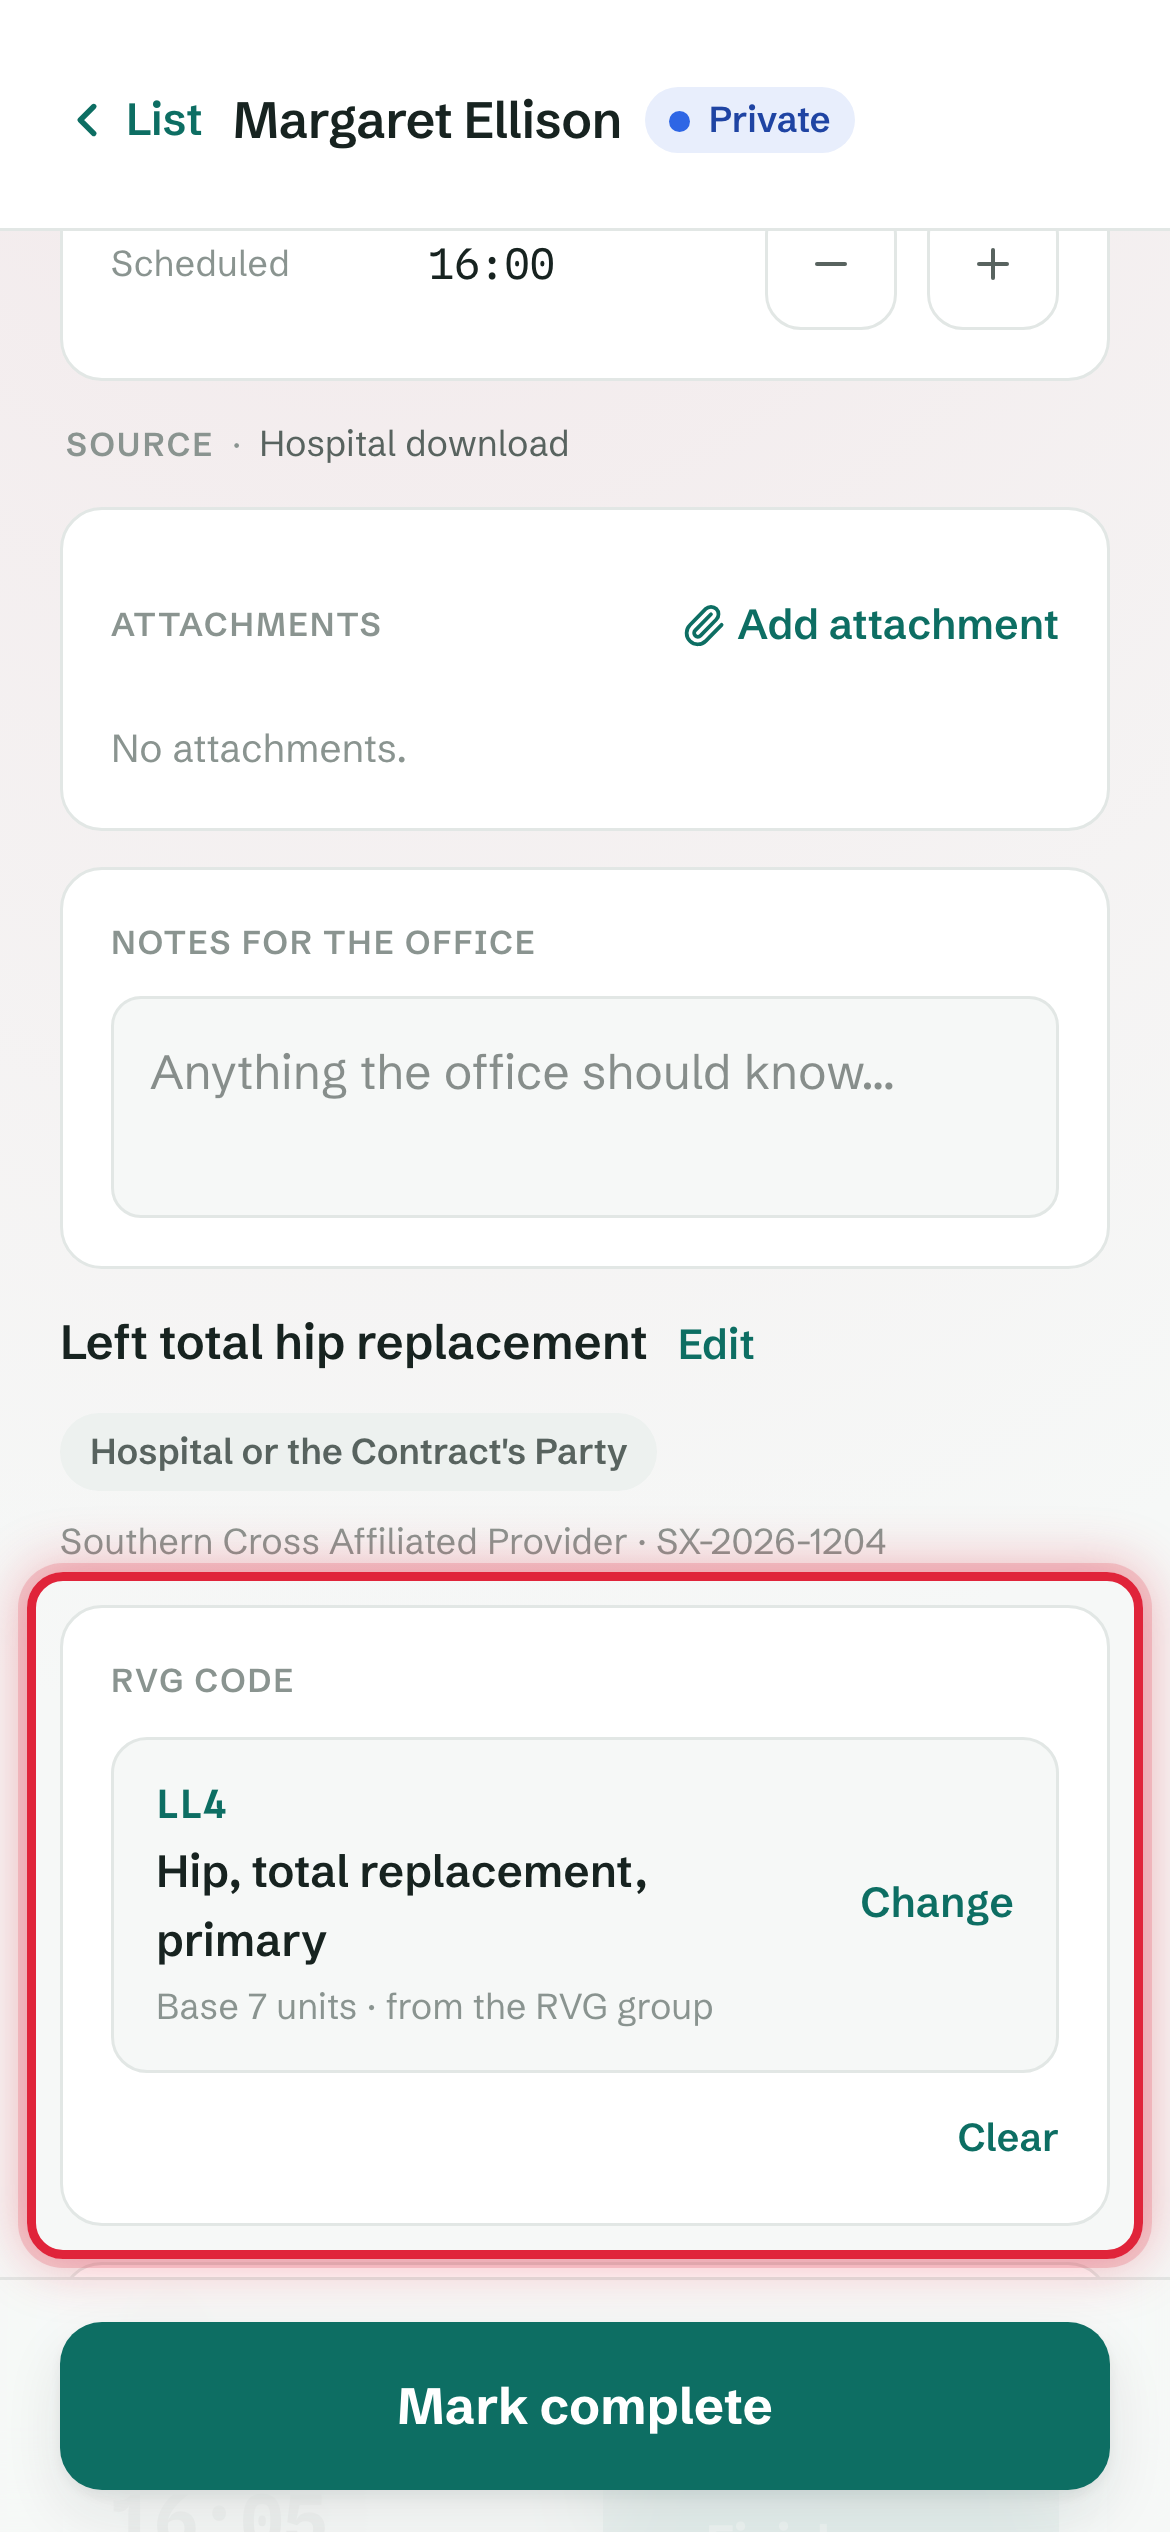 List Margaret Ellison Private
Scheduled 16:00 − +
SOURCE · Hospital download
ATTACHMENTS Add attachment
No attachments.
NOTES FOR THE OFFICE
Anything the office should know...
Left total hip replacement Edit
Hospital or the Contract's Party
Southern Cross Affiliated Provider · SX-2026-1204
RVG CODE
LL4
Hip, total replacement,
primary
Change
Base 7 units · from the RVG group
Clear
Mark complete
16:05